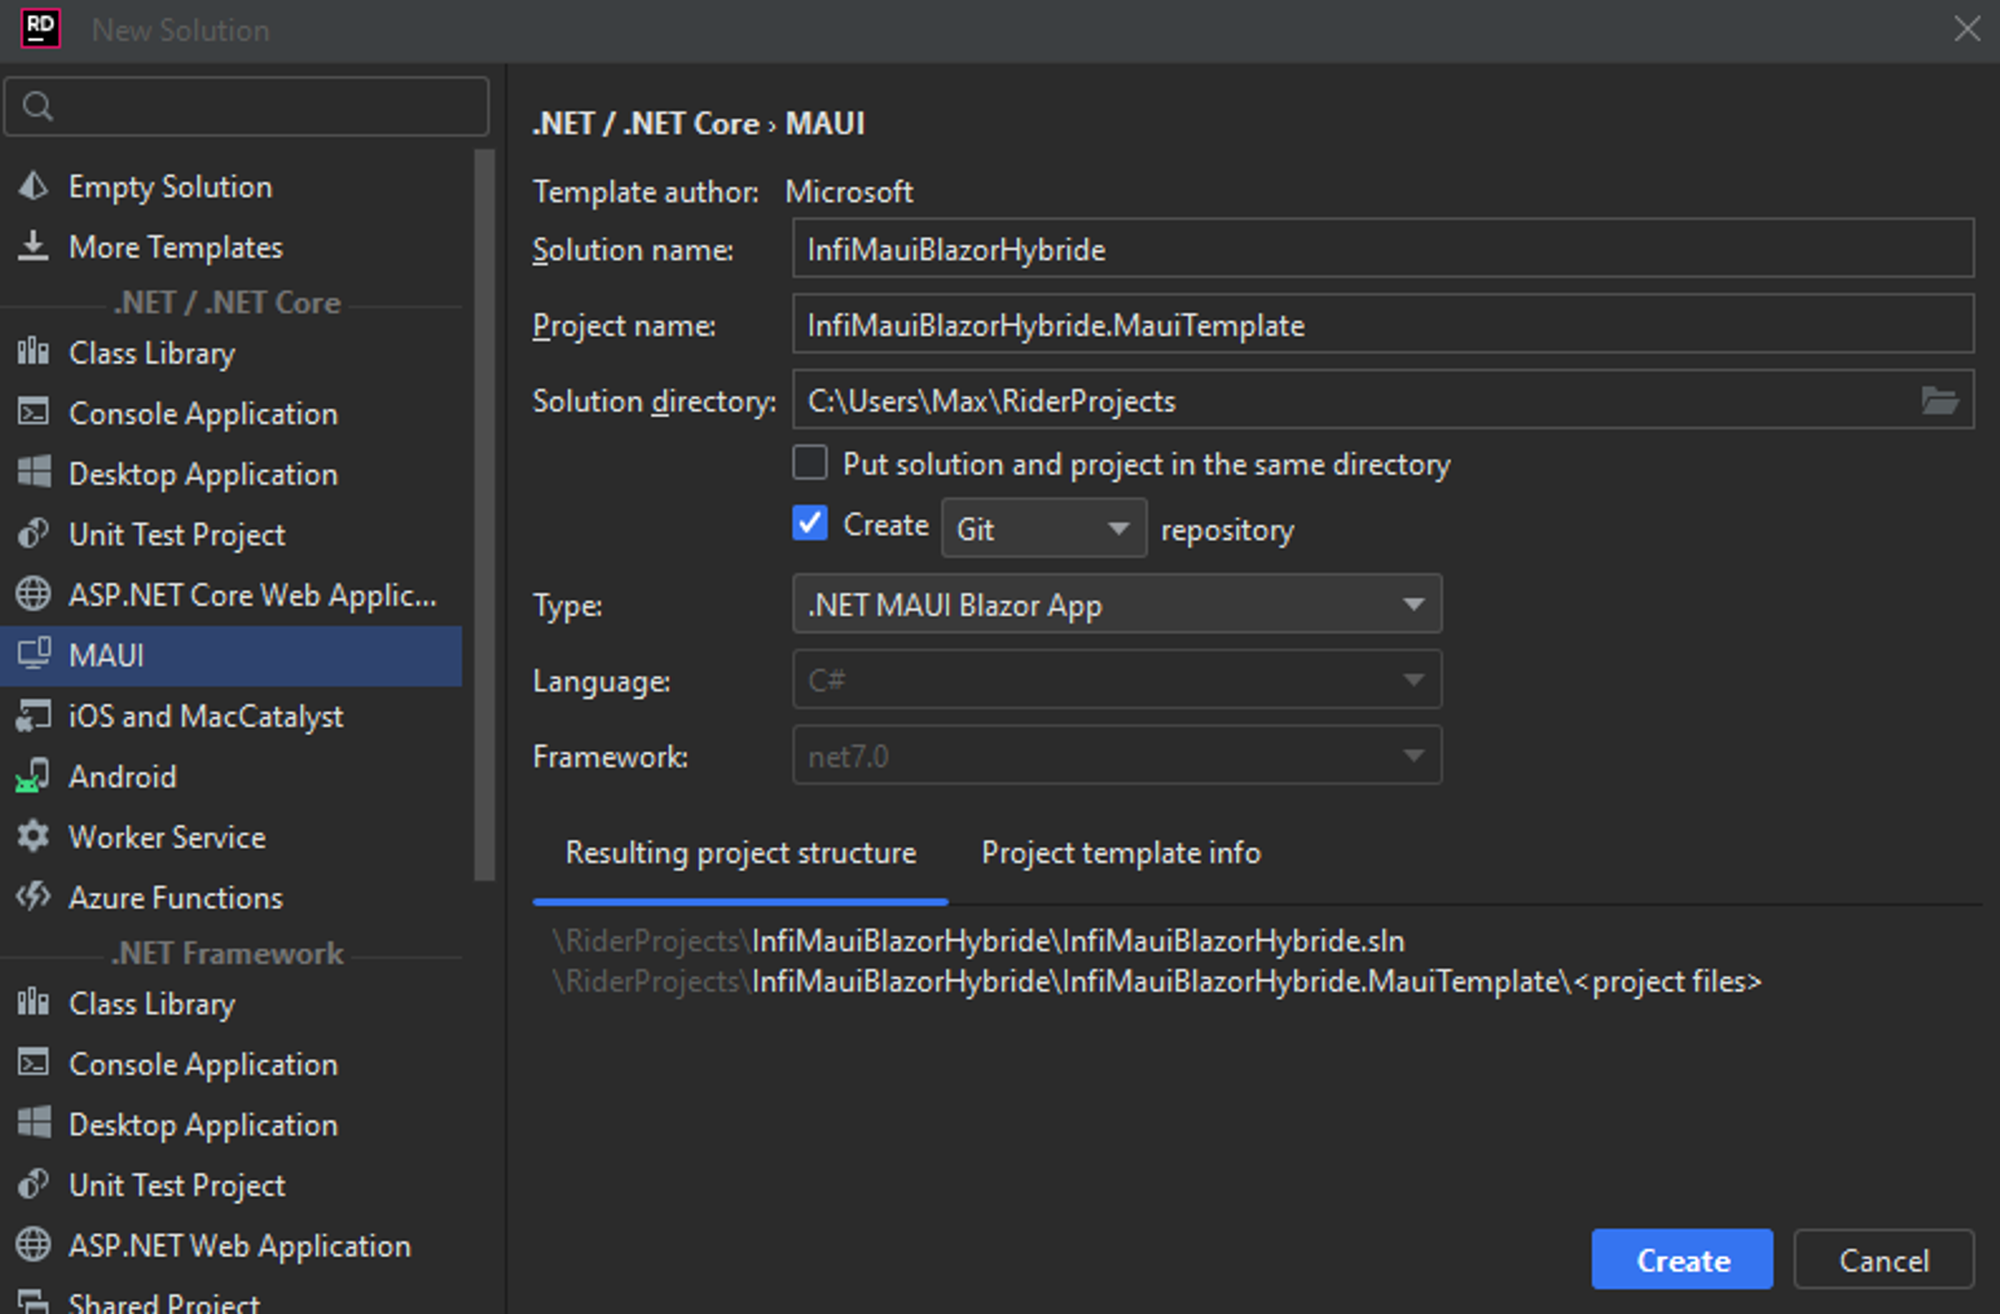 RD
New Solution
Empty Solution
More Templates
.NET / .NET Core
Class Library
Console Application
Desktop Application
Unit Test Project
ASP.NET Core Web Applic...
MAUI
iOS and MacCatalyst
Android
Worker Service
Azure Functions
.NET Framework
Class Library
Console Application
Desktop Application
Unit Test Project
ASP.NET Web Application
Shared Project
.NET / .NET Core › MAUI
Template author: Microsoft
Solution name: InfiMauiBlazorHybride
Project name: InfiMauiBlazorHybride.MauiTemplate
Solution directory: C:\Users\Max\RiderProjects
Put solution and project in the same directory
Create Git repository
Type: .NET MAUI Blazor App
Language: C#
Framework: net7.0
Resulting project structure Project template info
\RiderProjects\InfiMauiBlazorHybride\InfiMauiBlazorHybride.sln
\RiderProjects\InfiMauiBlazorHybride\InfiMauiBlazorHybride.MauiTemplate\<project files>
Create Cancel